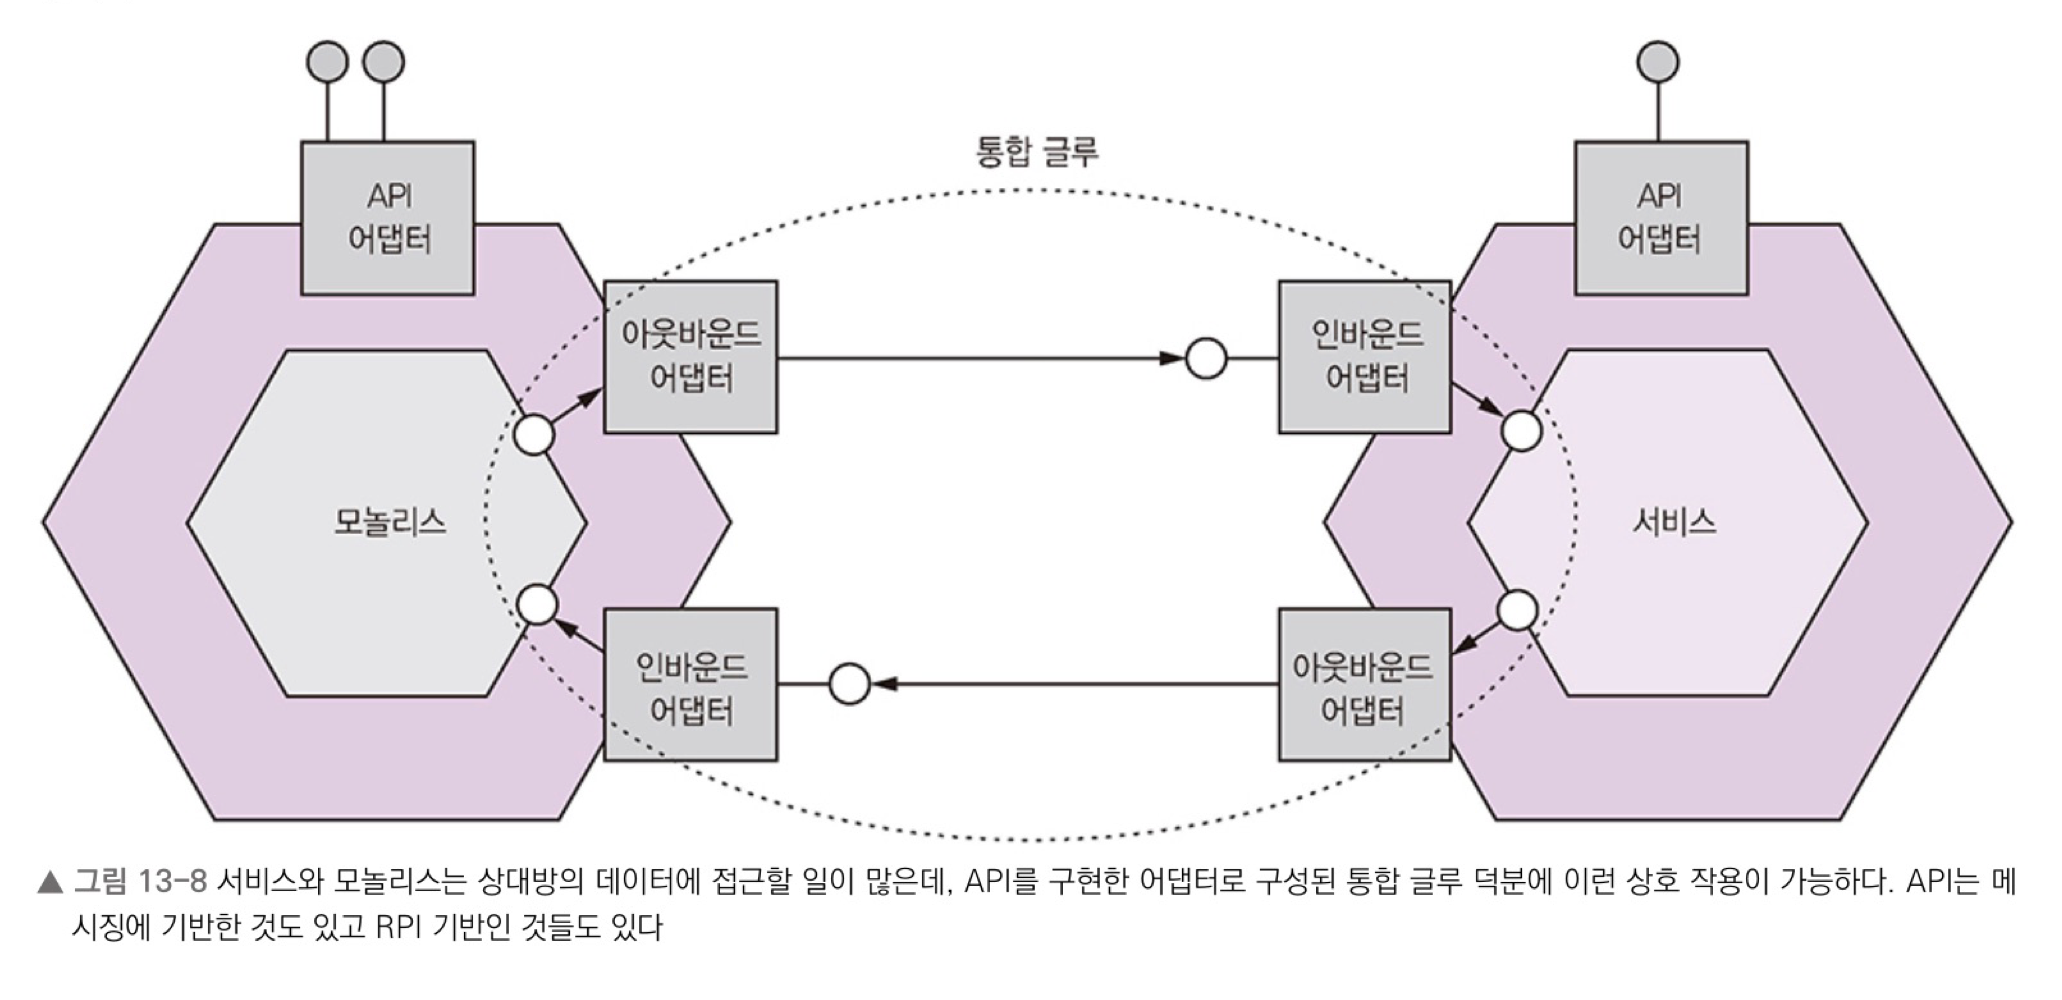 통합 글루
API
어댑터
API
어댑터
아웃바운드
어댑터
인바운드
어댑터
모놀리스
서비스
인바운드
어댑터
아웃바운드
어댑터
▲ 그림 13-8 서비스와 모놀리스는 상대방의 데이터에 접근할 일이 많은데, API를 구현한 어댑터로 구성된 통합 글루 덕분에 이런 상호 작용이 가능하다. API는 메
시징에 기반한 것도 있고 RPI 기반인 것들도 있다